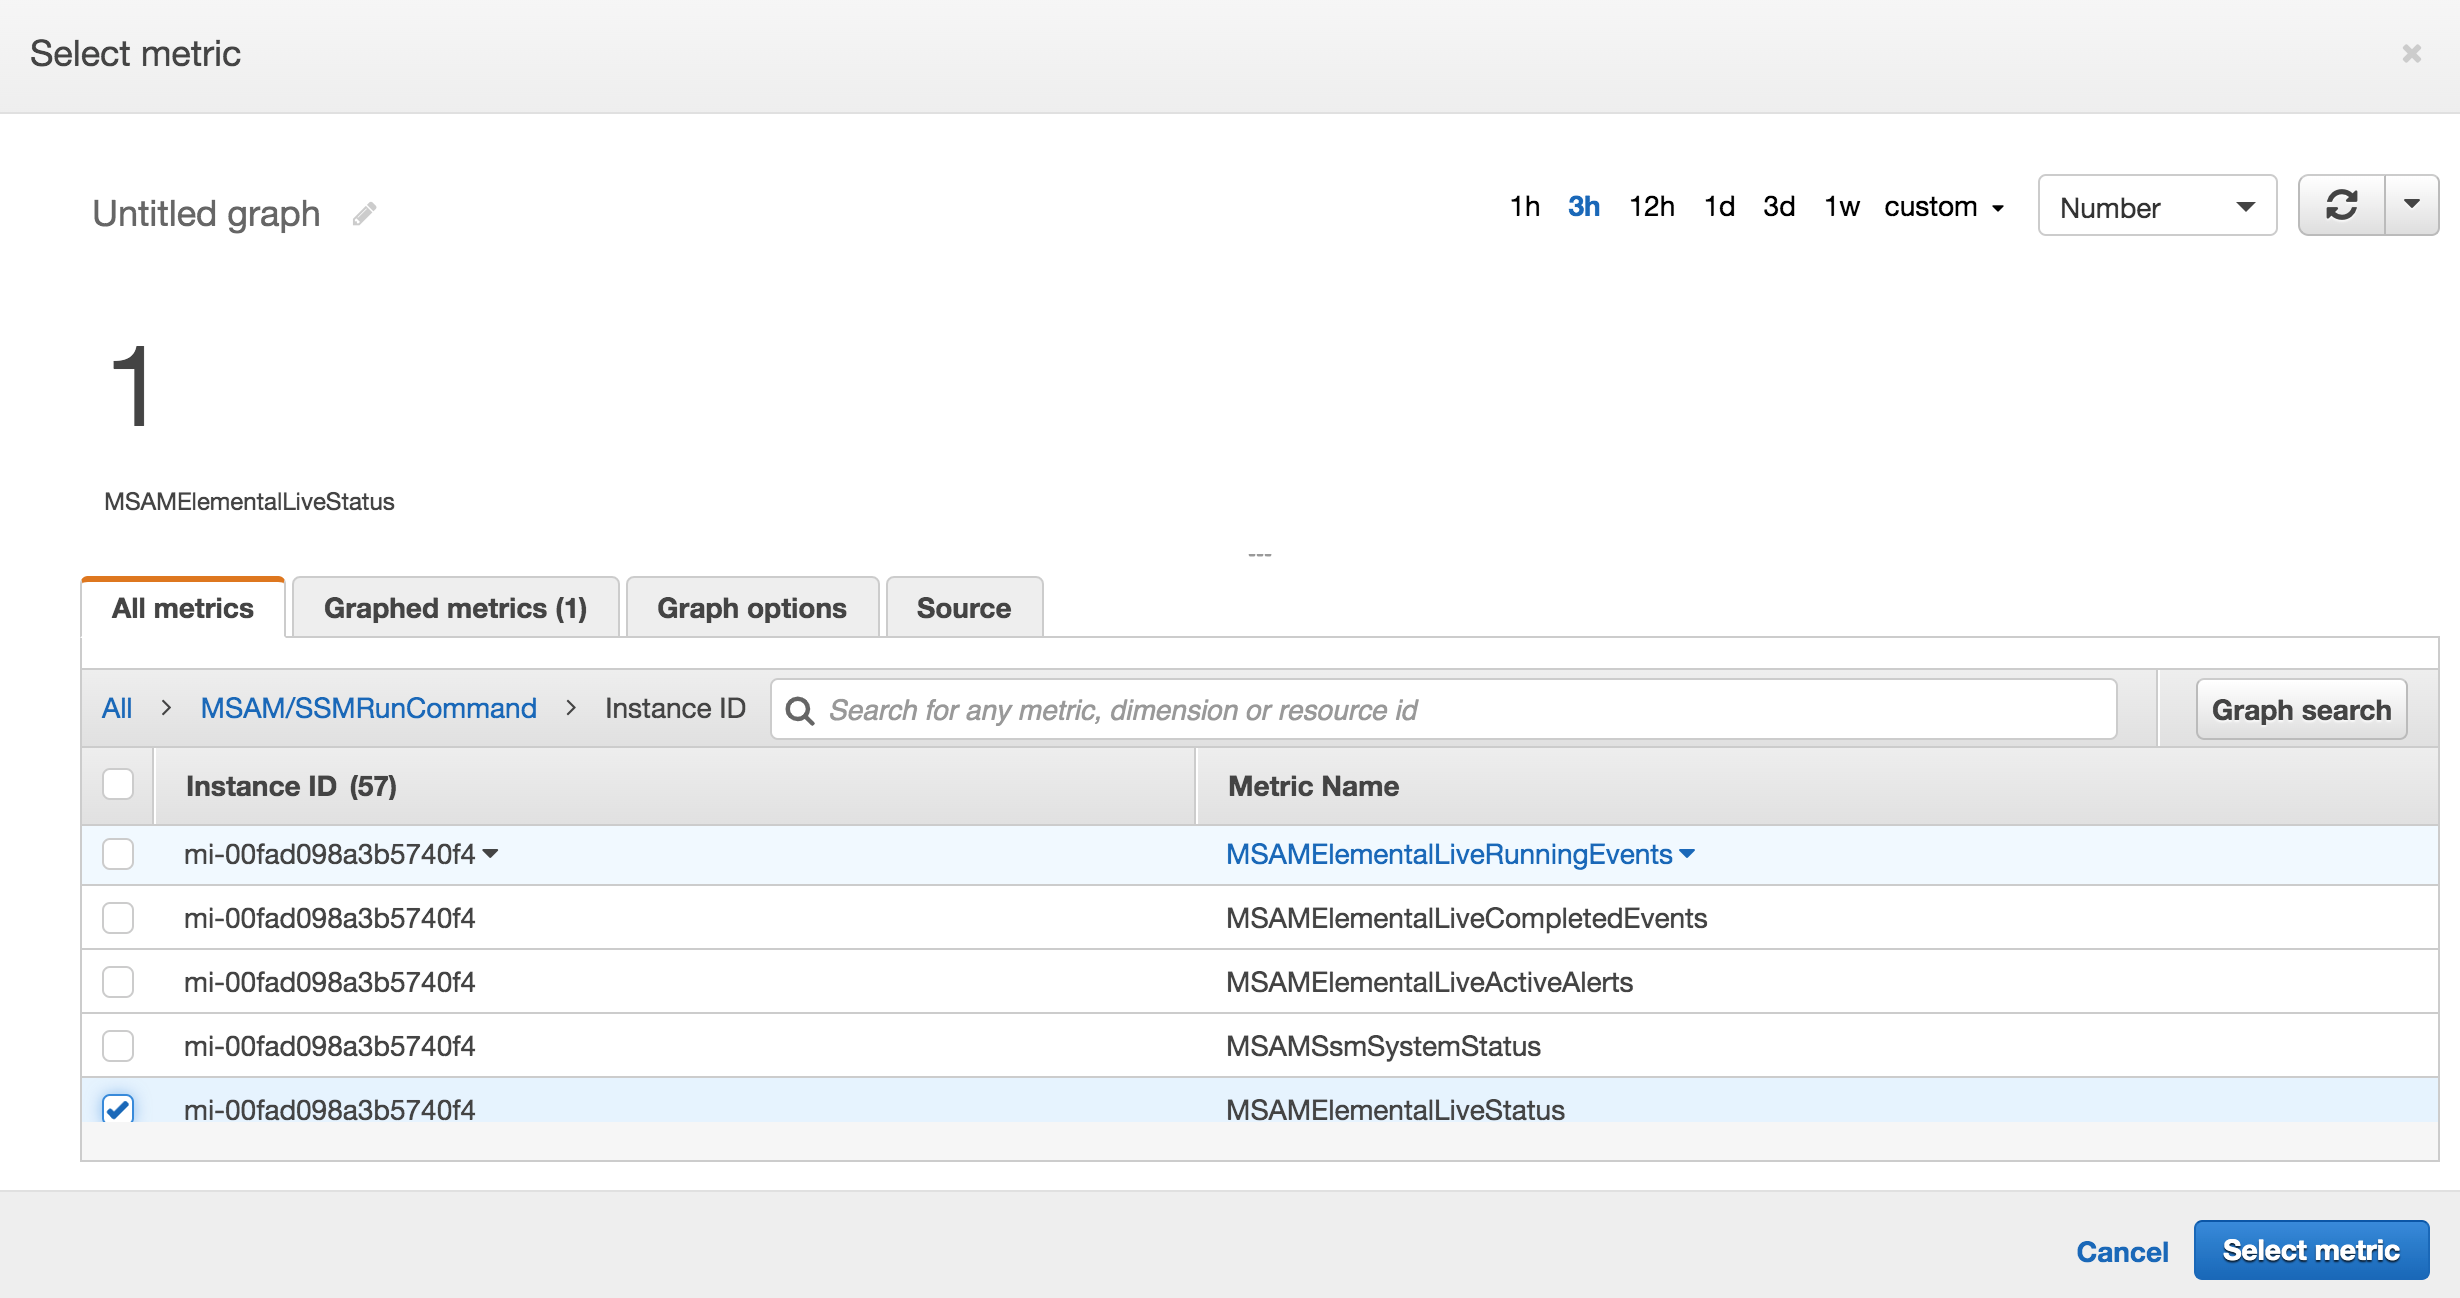 Select metric
Untitled graph
1h 3h 12h 1d 3d 1w custom Number
1
MSAMElementalLiveStatus
---
All metrics Graphed metrics (1) Graph options Source
All > MSAM/SSMRunCommand > Instance ID Search for any metric, dimension or resource id Graph search
Instance ID (57) Metric Name
mi-00fad098a3b5740f4 MSAMElementalLiveRunningEvents
mi-00fad098a3b5740f4 MSAMElementalLiveCompletedEvents
mi-00fad098a3b5740f4 MSAMElementalLiveActiveAlerts
mi-00fad098a3b5740f4 MSAMSsmSystemStatus
mi-00fad098a3b5740f4 MSAMElementalLiveStatus
Cancel Select metric